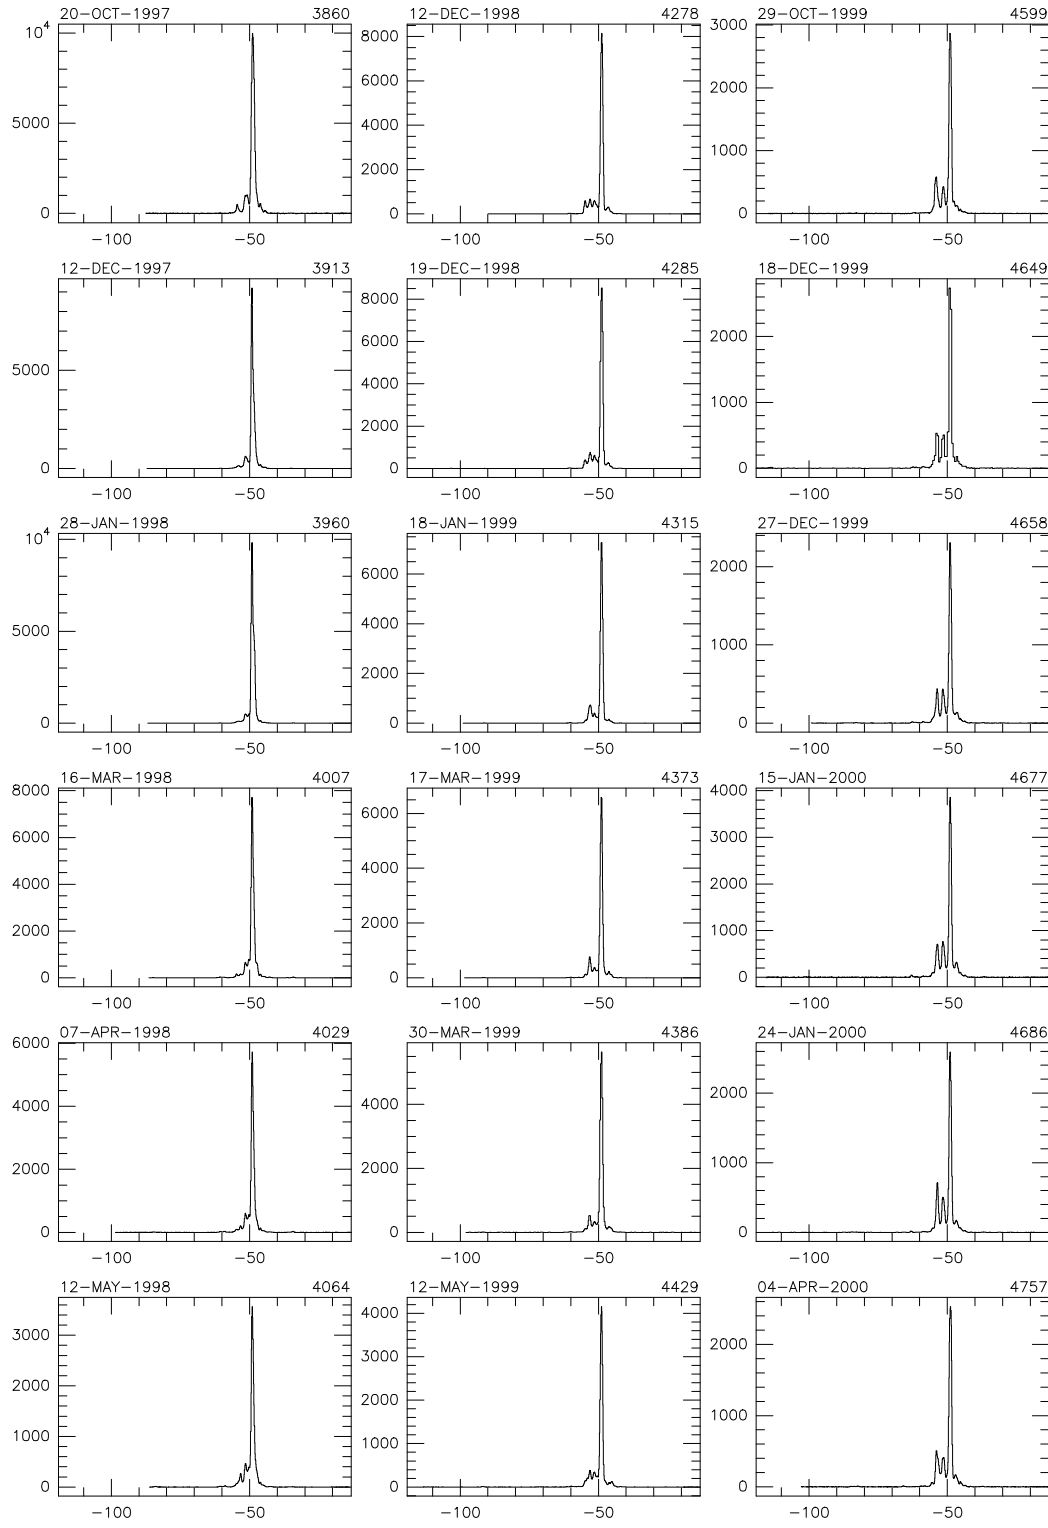 20-OCT-1997 3860 12-DEC-1998 4278 29-OCT-1999 4599
10⁴ 8000 3000
6000 2000
5000 4000
2000 1000
0 0 0
-100 -50 -100 -50 -100 -50
12-DEC-1997 3913 19-DEC-1998 4285 18-DEC-1999 4649
8000
6000 2000
5000 4000
2000 1000
0 0 0
-100 -50 -100 -50 -100 -50
28-JAN-1998 3960 18-JAN-1999 4315 27-DEC-1999 4658
10⁴ 6000 2000
5000 4000
2000 1000
0 0 0
-100 -50 -100 -50 -100 -50
16-MAR-1998 4007 17-MAR-1999 4373 15-JAN-2000 4677
8000 6000 4000
6000 3000
4000 4000 2000
2000 2000 1000
0 0 0
-100 -50 -100 -50 -100 -50
07-APR-1998 4029 30-MAR-1999 4386 24-JAN-2000 4686
6000
4000 4000 2000
2000 2000 1000
0 0 0
-100 -50 -100 -50 -100 -50
12-MAY-1998 4064 12-MAY-1999 4429 04-APR-2000 4757
4000
3000 3000 2000
2000 2000
1000 1000 1000
0 0 0
-100 -50 -100 -50 -100 -50